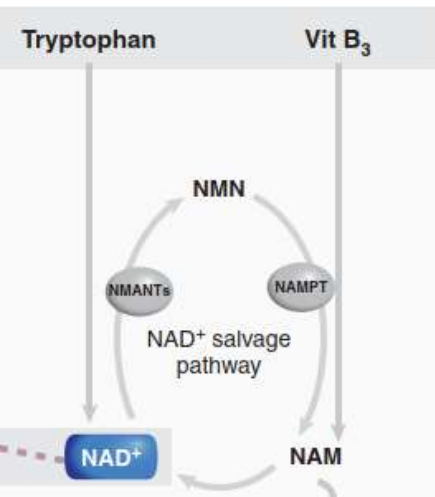 Tryptophan
Vit B₃
NMN
NMANTs
NAMPT
NAD⁺ salvage
pathway
NAD⁺
NAM